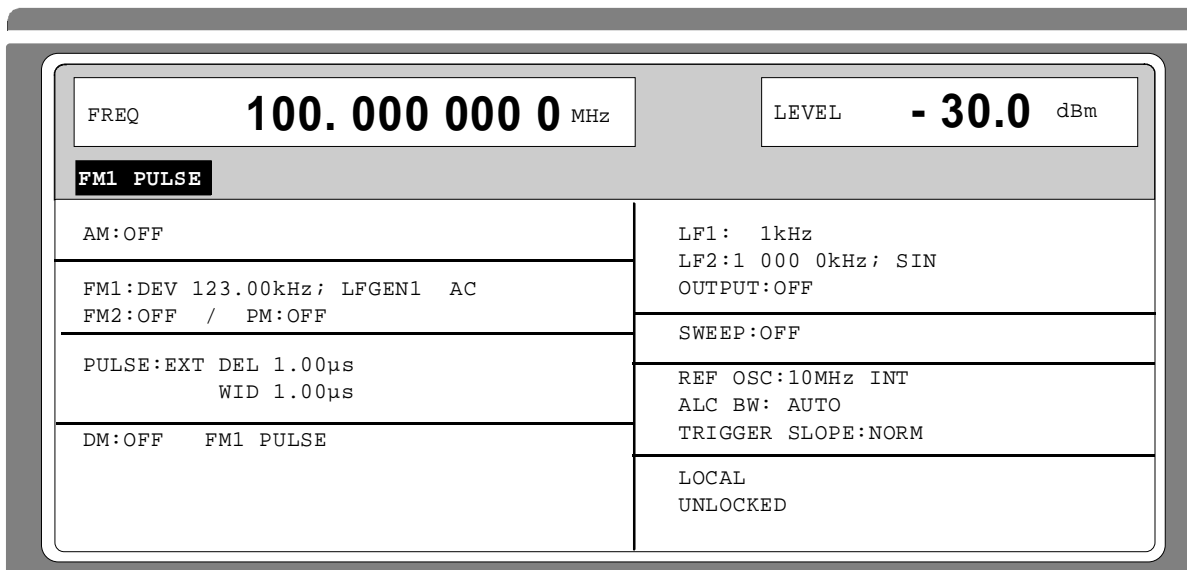 FREQ 100. 000 000 0 MHz
LEVEL - 30.0 dBm
FM1 PULSE
AM:OFF
FM1:DEV 123.00kHz; LFGEN1 AC
FM2:OFF / PM:OFF
PULSE:EXT DEL 1.00µs
WID 1.00µs
DM:OFF FM1 PULSE
LF1: 1kHz
LF2:1 000 0kHz; SIN
OUTPUT:OFF
SWEEP:OFF
REF OSC:10MHz INT
ALC BW: AUTO
TRIGGER SLOPE:NORM
LOCAL
UNLOCKED